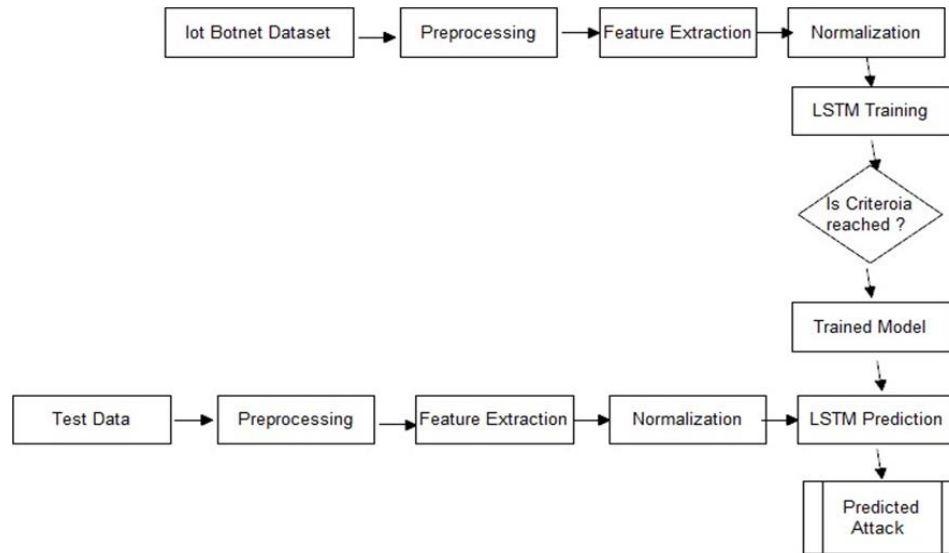 Iot Botnet Dataset
Preprocessing
Feature Extraction
Normalization
LSTM Training
Is Criteroia
reached ?
Trained Model
Test Data
Preprocessing
Feature Extraction
Normalization
LSTM Prediction
Predicted
Attack